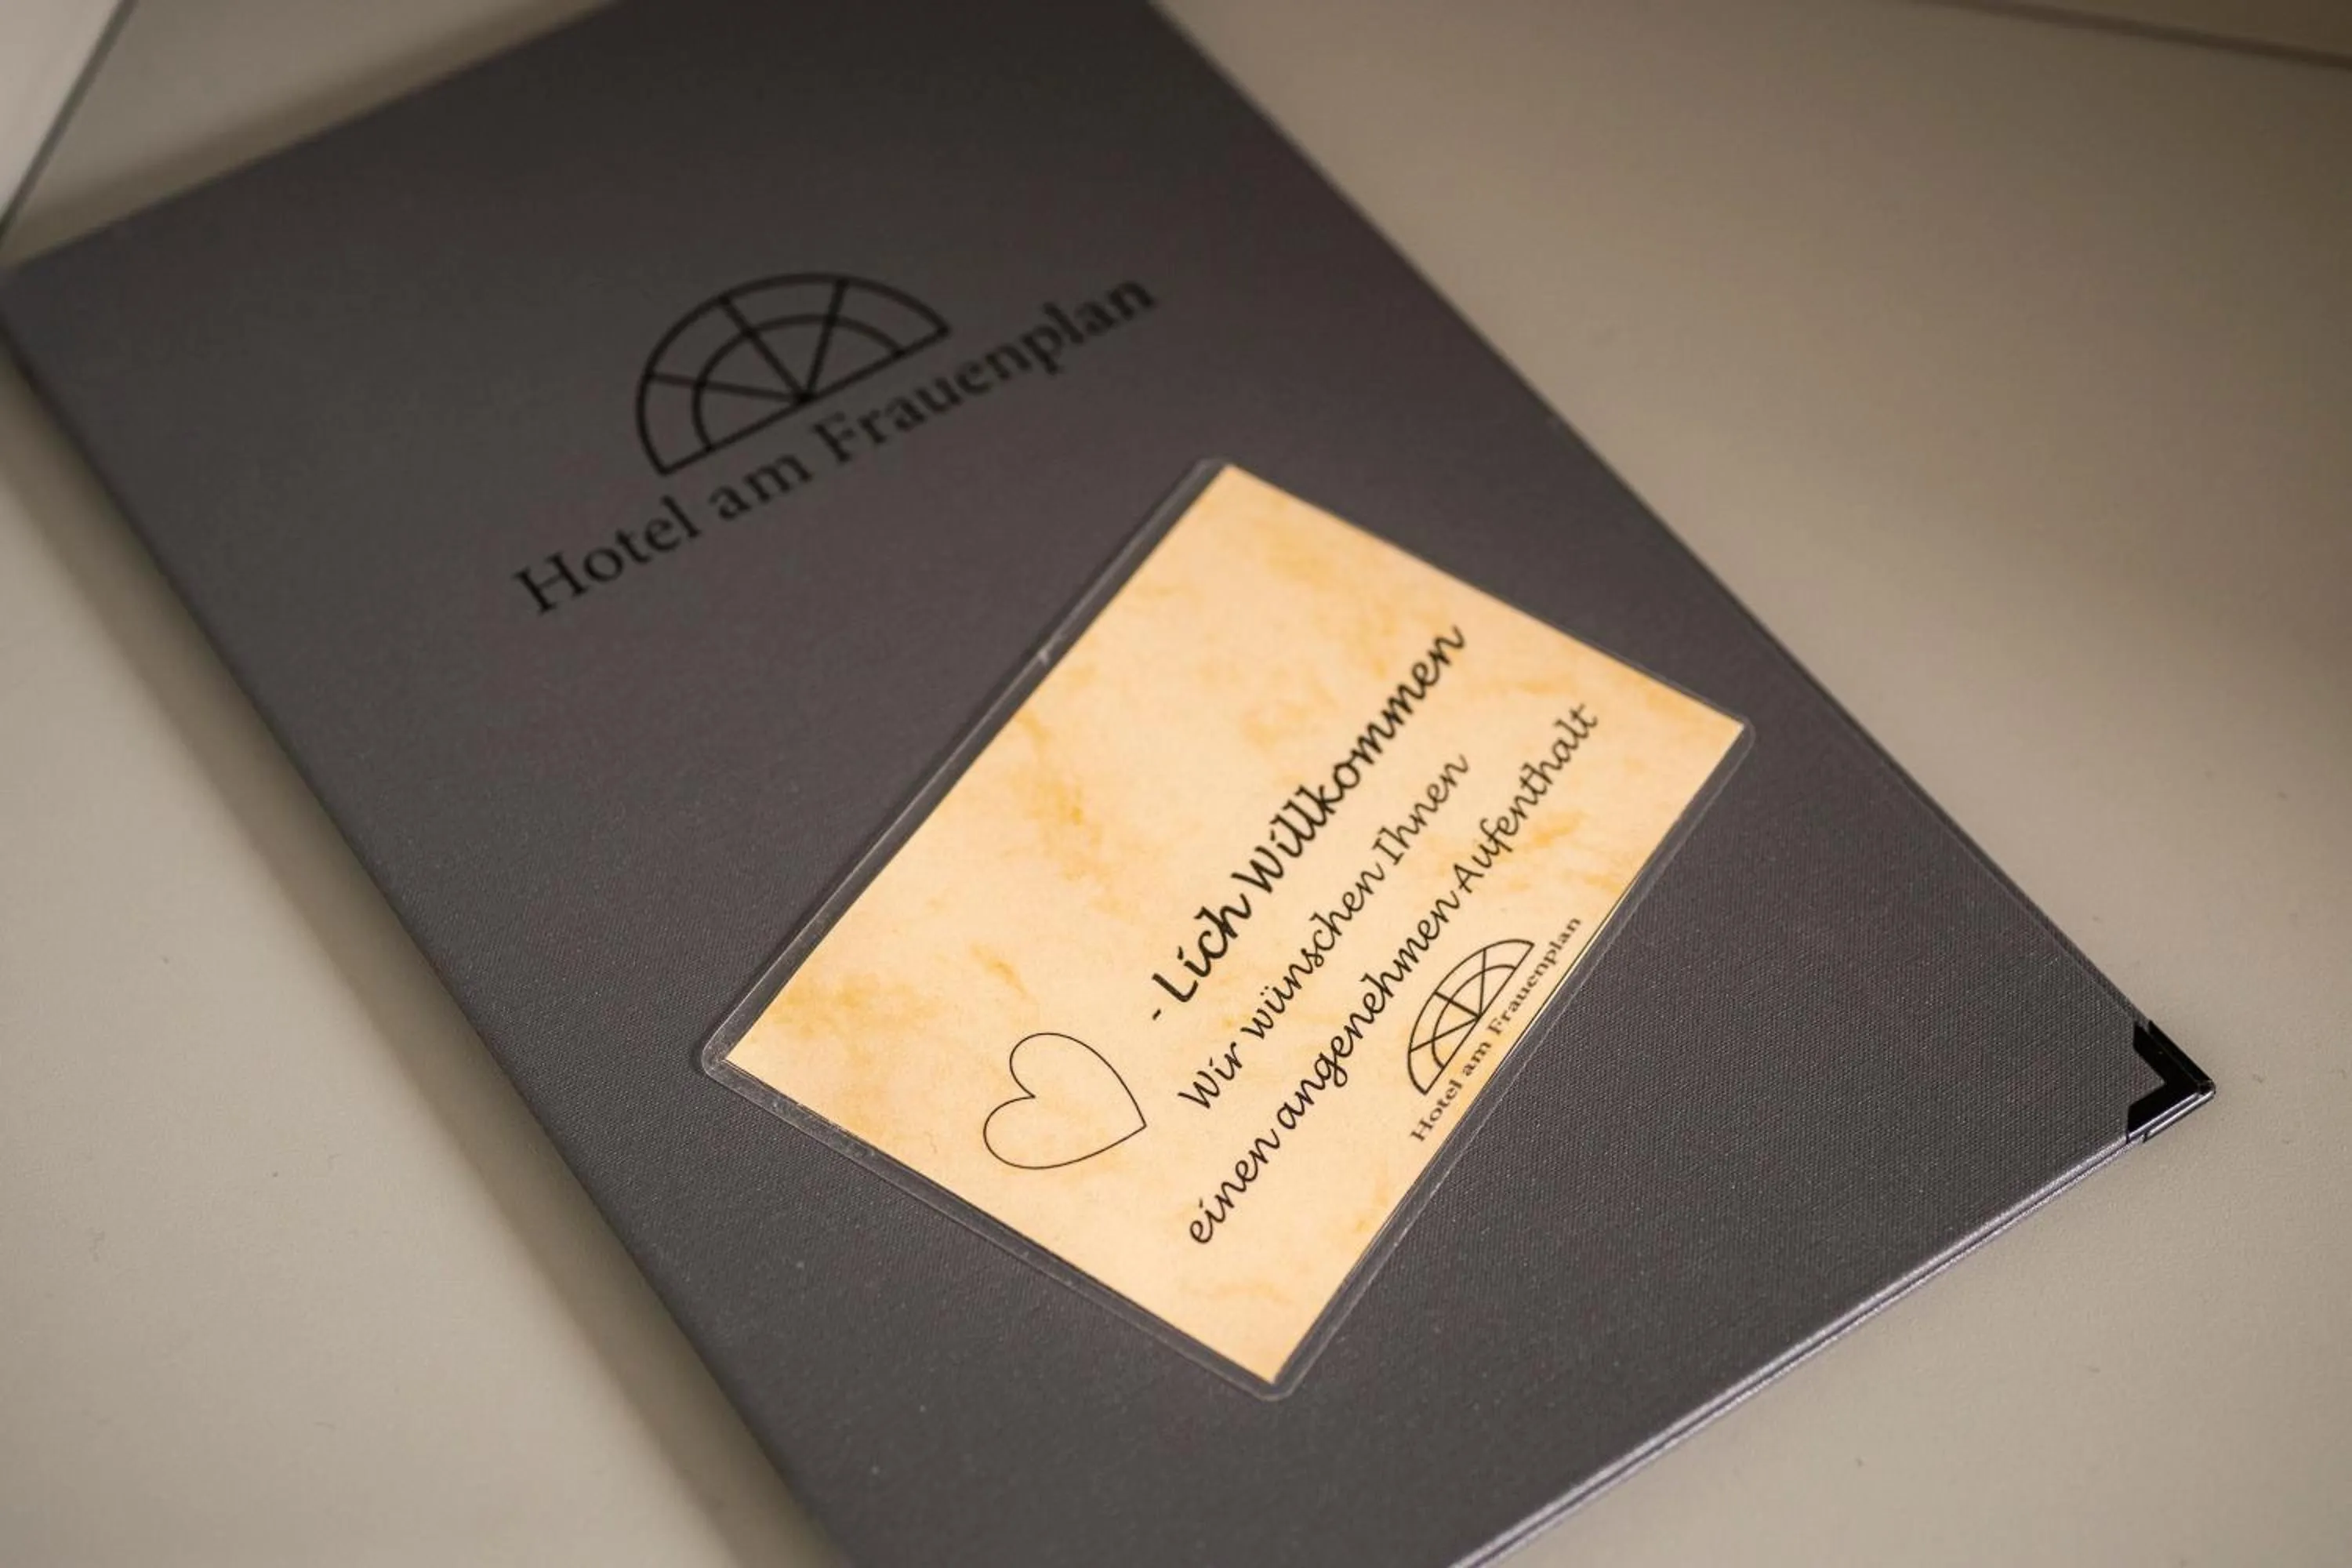 Hotel am Frauenplan
- Lich Willkommen
Wir wünschen Ihnen
einen angenehmen Aufenthalt
Hotel am Frauenplan